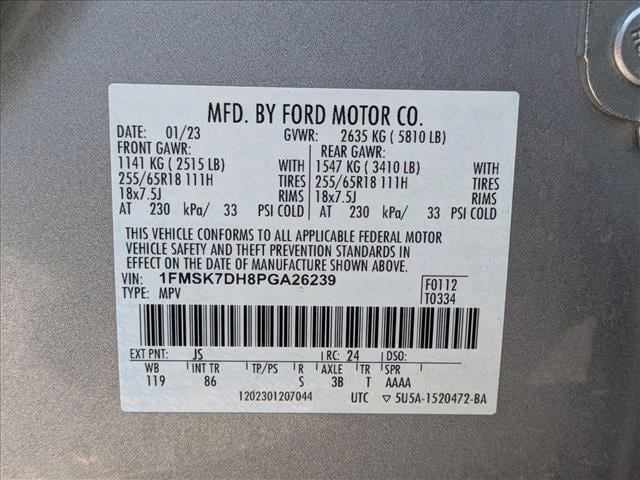 MFD. BY FORD MOTOR CO.
DATE: 01/23 GVWR: 2635 KG ( 5810 LB)
FRONT GAWR: REAR GAWR:
1141 KG ( 2515 LB) WITH 1547 KG ( 3410 LB) WITH
255/65R18 111H TIRES 255/65R18 111H TIRES
18x7.5J RIMS 18x7.5J RIMS
AT 230 kPa/ 33 PSI COLD AT 230 kPa/ 33 PSI COLD
THIS VEHICLE CONFORMS TO ALL APPLICABLE FEDERAL MOTOR
VEHICLE SAFETY AND THEFT PREVENTION STANDARDS IN
EFFECT ON THE DATE OF MANUFACTURE SHOWN ABOVE.
VIN: 1FMSK7DH8PGA26239 F0112
TYPE: MPV T0334
EXT PNT: JS RC: 24 DSO:
WB INT TR TP/PS R AXLE TR SPR
119 86 S 3B T AAAA
1202301207044 UTC ▽ 5U5A-1520472-BA